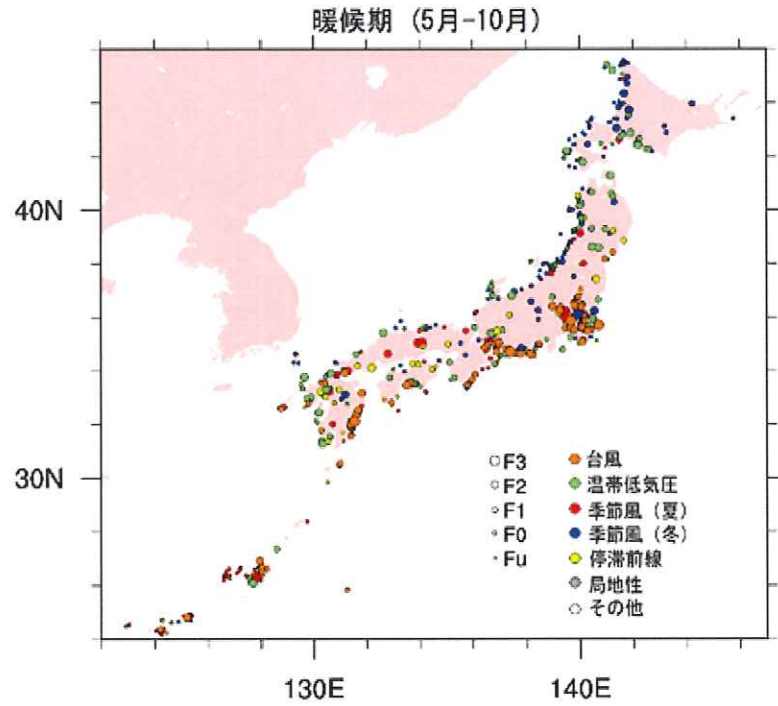 暖候期 (5月-10月)
40N
30N
130E
140E
F3
F2
F1
F0
Fu
台風
温帯低気圧
季節風（夏）
季節風（冬）
停滞前線
局地性
その他